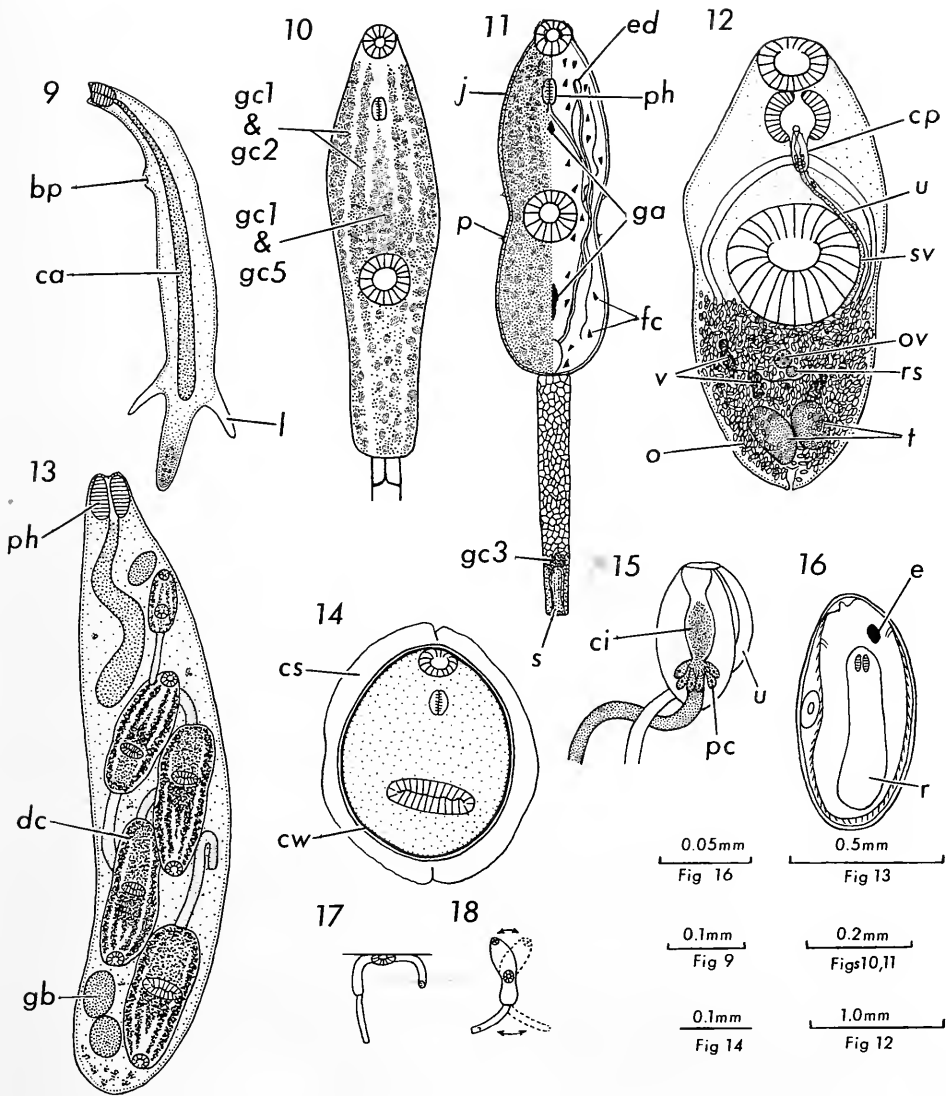 9
bp
ca
l
10
gc1
&
gc2
gc1
&
gc5
11
j
p
ed
ph
ga
fc
gc3
s
12
cp
u
sv
ov
rs
v
o
t
13
ph
dc
gb
14
cs
cw
15
ci
u
pc
16
e
r
17
18
0.05mm
Fig 16
0.5mm
Fig 13
0.1mm
Fig 9
0.2mm
Figs10,11
0.1mm
Fig 14
1.0mm
Fig 12